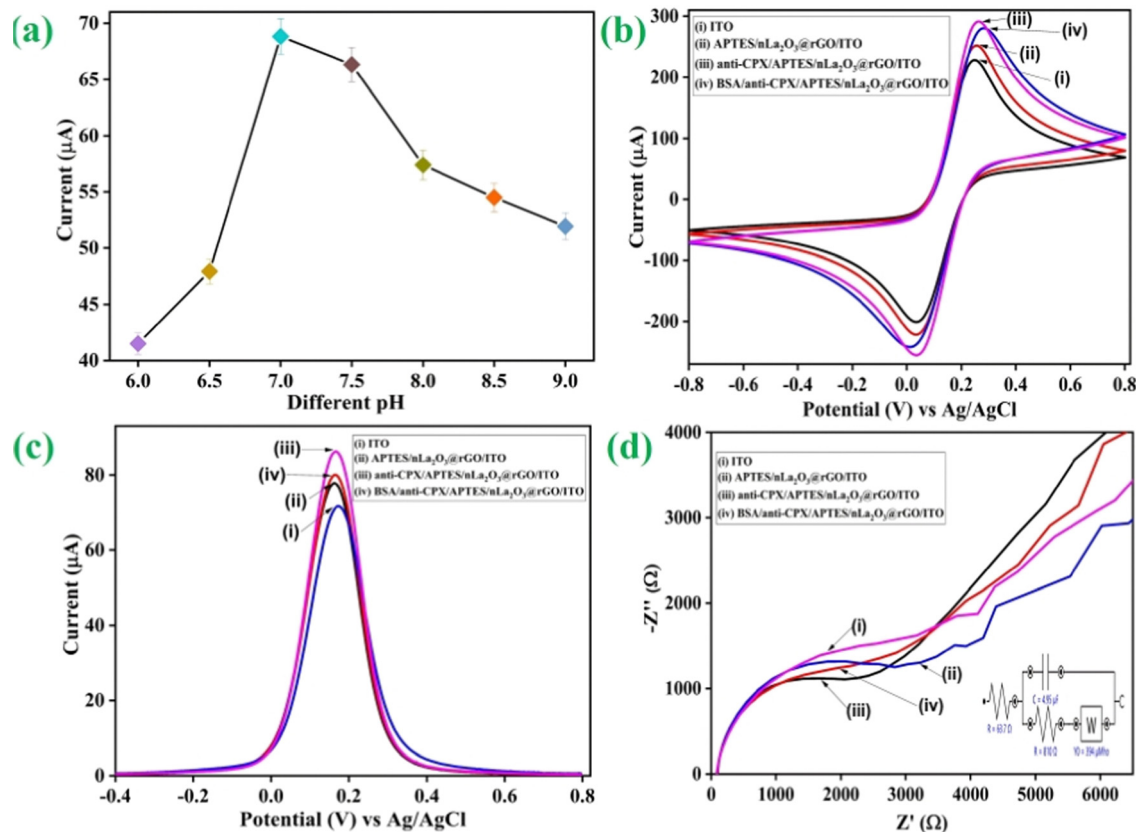 (a)
70
65
60
55
50
45
40
Current (µA)
6.0 6.5 7.0 7.5 8.0 8.5 9.0
Different pH
(b)
300
200
100
0
-100
-200
Current (µA)
(i) ITO
(ii) APTES/nLa₂O₃@rGO/ITO
(iii) anti-CPX/APTES/nLa₂O₃@rGO/ITO
(iv) BSA/anti-CPX/APTES/nLa₂O₃@rGO/ITO
(iii)
(iv)
(ii)
(i)
-0.8 -0.4 0.0 0.4 0.8
Potential (V) vs Ag/AgCl
(c)
80
60
40
20
0
Current (µA)
(i) ITO
(ii) APTES/nLa₂O₃@rGO/ITO
(iii) anti-CPX/APTES/nLa₂O₃@rGO/ITO
(iv) BSA/anti-CPX/APTES/nLa₂O₃@rGO/ITO
(iii)
(iv)
(ii)
(i)
-0.4 -0.2 0.0 0.2 0.4 0.6 0.8
Potential (V) vs Ag/AgCl
(d)
4000
3000
2000
1000
0
-Z'' (Ω)
(i) ITO
(ii) APTES/nLa₂O₃@rGO/ITO
(iii) anti-CPX/APTES/nLa₂O₃@rGO/ITO
(iv) BSA/anti-CPX/APTES/nLa₂O₃@rGO/ITO
(i)
(ii)
(iv)
(iii)
C = 4.95 µF
R = 637 Ω
W
R = 810 Ω
Y0 = 394 µMho
0 1000 2000 3000 4000 5000 6000
Z' (Ω)